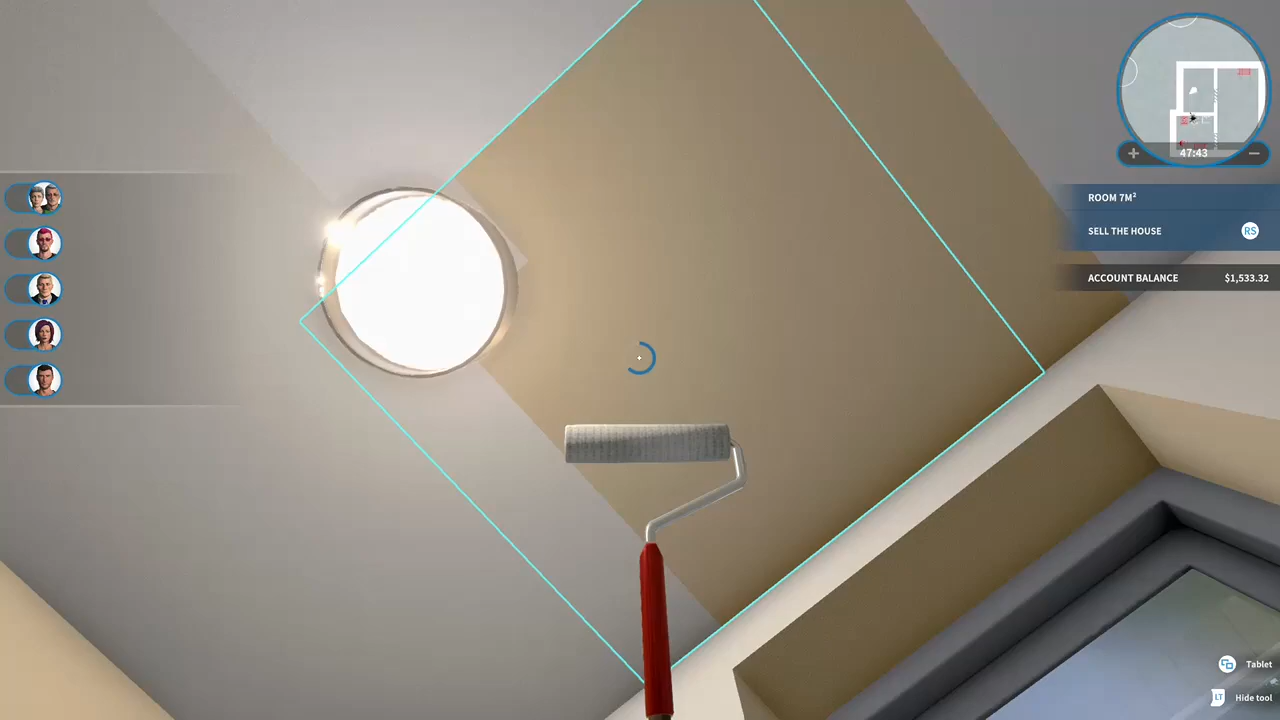 47:43
ROOM 7M²
SELL THE HOUSE RS
ACCOUNT BALANCE $1,533.32
Tablet
LT Hide tool